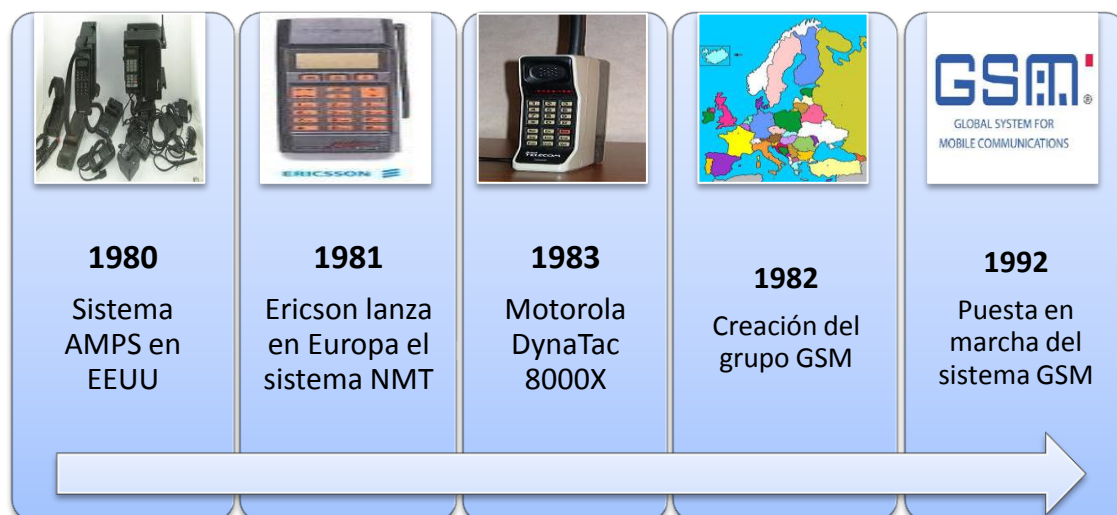 ERICSSON
TELECOM
GSM
®
GLOBAL SYSTEM FOR
MOBILE COMMUNICATIONS
1980
Sistema
AMPS en
EEUU
1981
Ericson lanza
en Europa el
sistema NMT
1983
Motorola
DynaTac
8000X
1982
Creación del
grupo GSM
1992
Puesta en
marcha del
sistema GSM